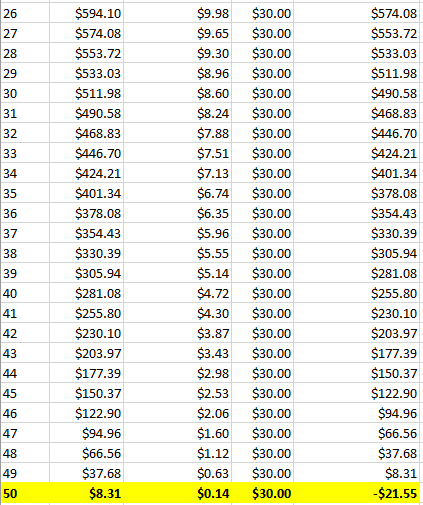 26 $594.10 $9.98 $30.00 $574.08
27 $574.08 $9.65 $30.00 $553.72
28 $553.72 $9.30 $30.00 $533.03
29 $533.03 $8.96 $30.00 $511.98
30 $511.98 $8.60 $30.00 $490.58
31 $490.58 $8.24 $30.00 $468.83
32 $468.83 $7.88 $30.00 $446.70
33 $446.70 $7.51 $30.00 $424.21
34 $424.21 $7.13 $30.00 $401.34
35 $401.34 $6.74 $30.00 $378.08
36 $378.08 $6.35 $30.00 $354.43
37 $354.43 $5.96 $30.00 $330.39
38 $330.39 $5.55 $30.00 $305.94
39 $305.94 $5.14 $30.00 $281.08
40 $281.08 $4.72 $30.00 $255.80
41 $255.80 $4.30 $30.00 $230.10
42 $230.10 $3.87 $30.00 $203.97
43 $203.97 $3.43 $30.00 $177.39
44 $177.39 $2.98 $30.00 $150.37
45 $150.37 $2.53 $30.00 $122.90
46 $122.90 $2.06 $30.00 $94.96
47 $94.96 $1.60 $30.00 $66.56
48 $66.56 $1.12 $30.00 $37.68
49 $37.68 $0.63 $30.00 $8.31
50 $8.31 $0.14 $30.00 -$21.55